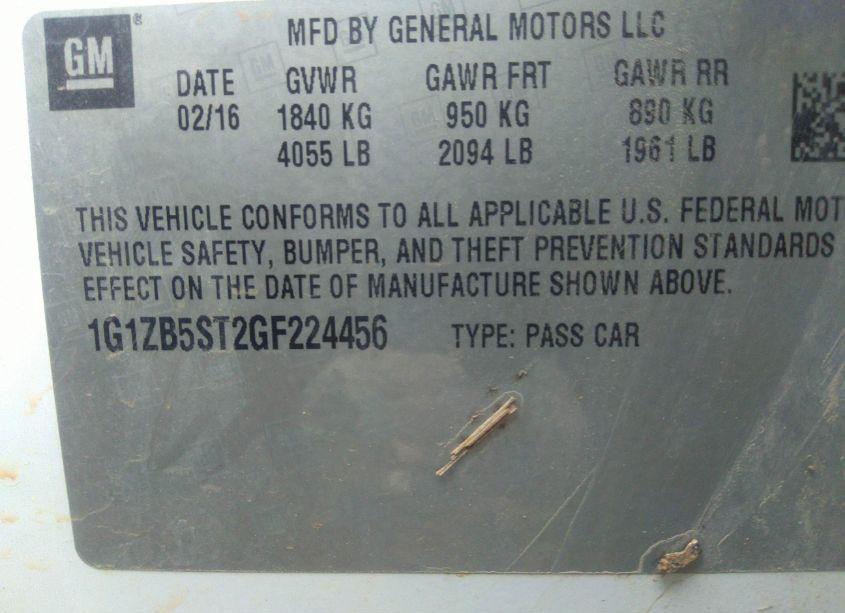 GM ®
MFD BY GENERAL MOTORS LLC
DATE GVWR GAWR FRT GAWR RR
02/16 1840 KG 950 KG 890 KG
4055 LB 2094 LB 1961 LB
THIS VEHICLE CONFORMS TO ALL APPLICABLE U.S. FEDERAL MOT
VEHICLE SAFETY, BUMPER, AND THEFT PREVENTION STANDARDS
EFFECT ON THE DATE OF MANUFACTURE SHOWN ABOVE.
1G1ZB5ST2GF224456 TYPE: PASS CAR